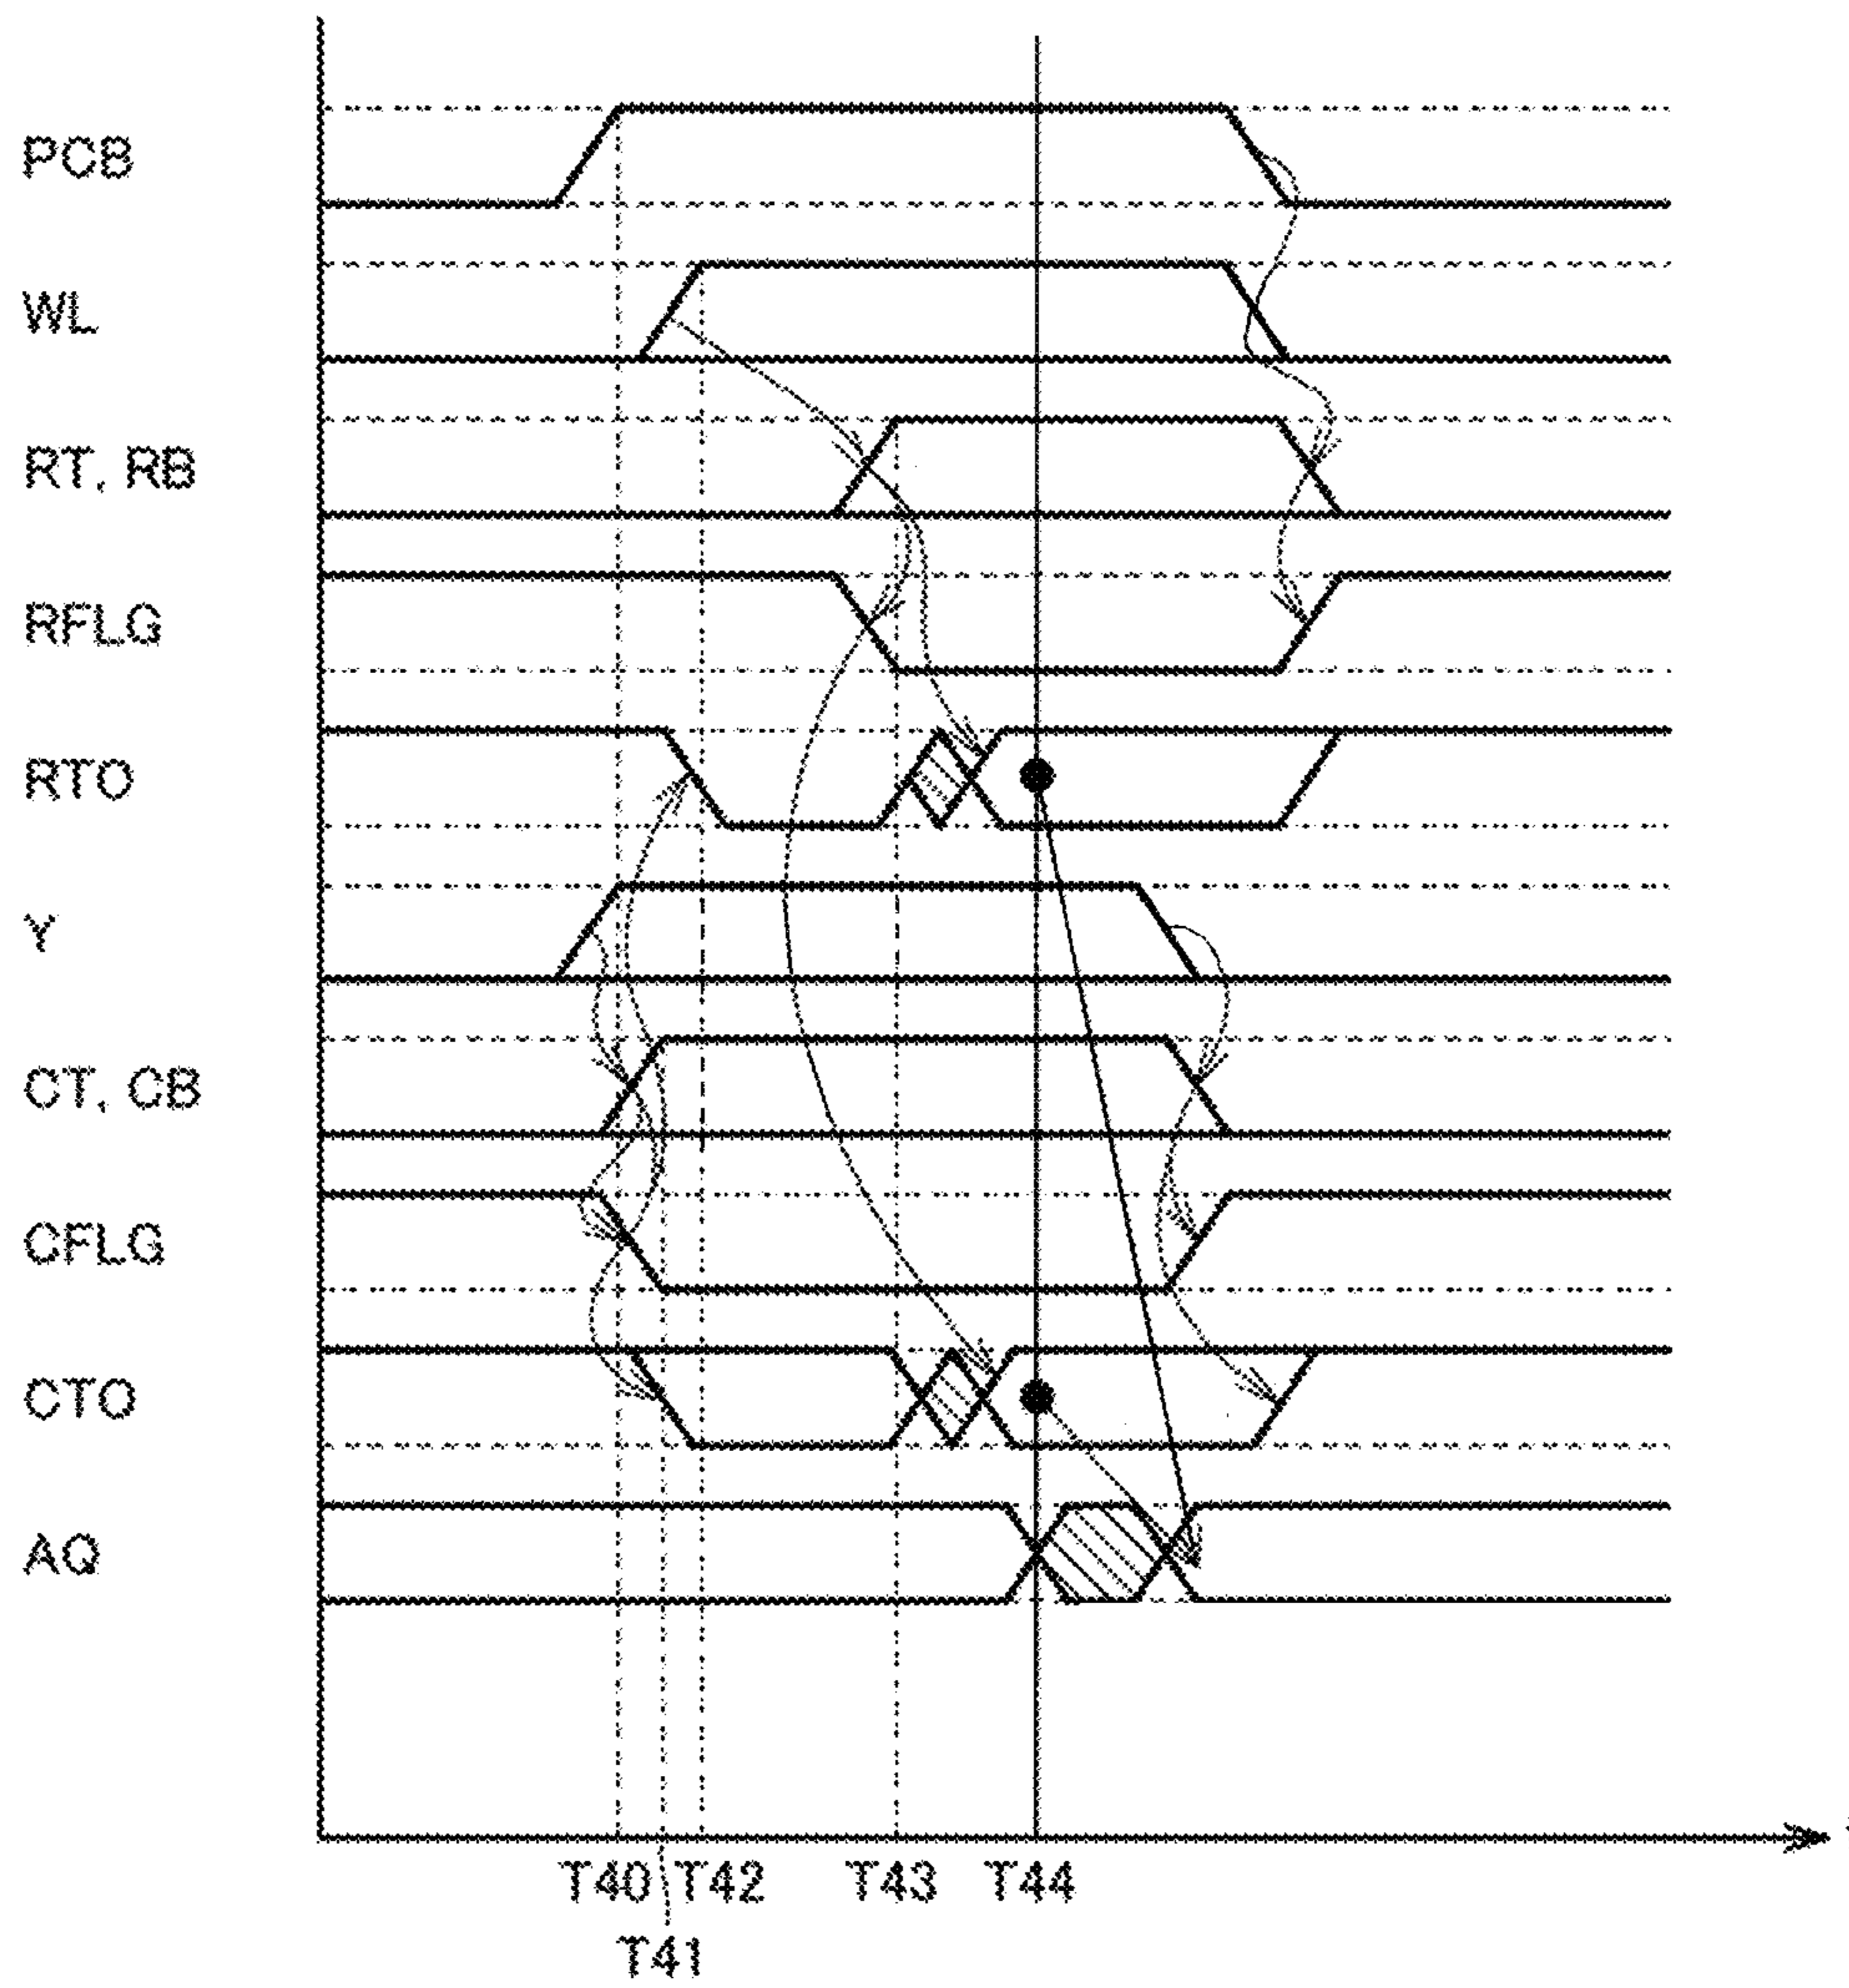 PCB
WL
RT, RB
RFLG
RTO
Y
CT, CB
CFLG
CTO
AQ
T40 T42 T43 T44
T41